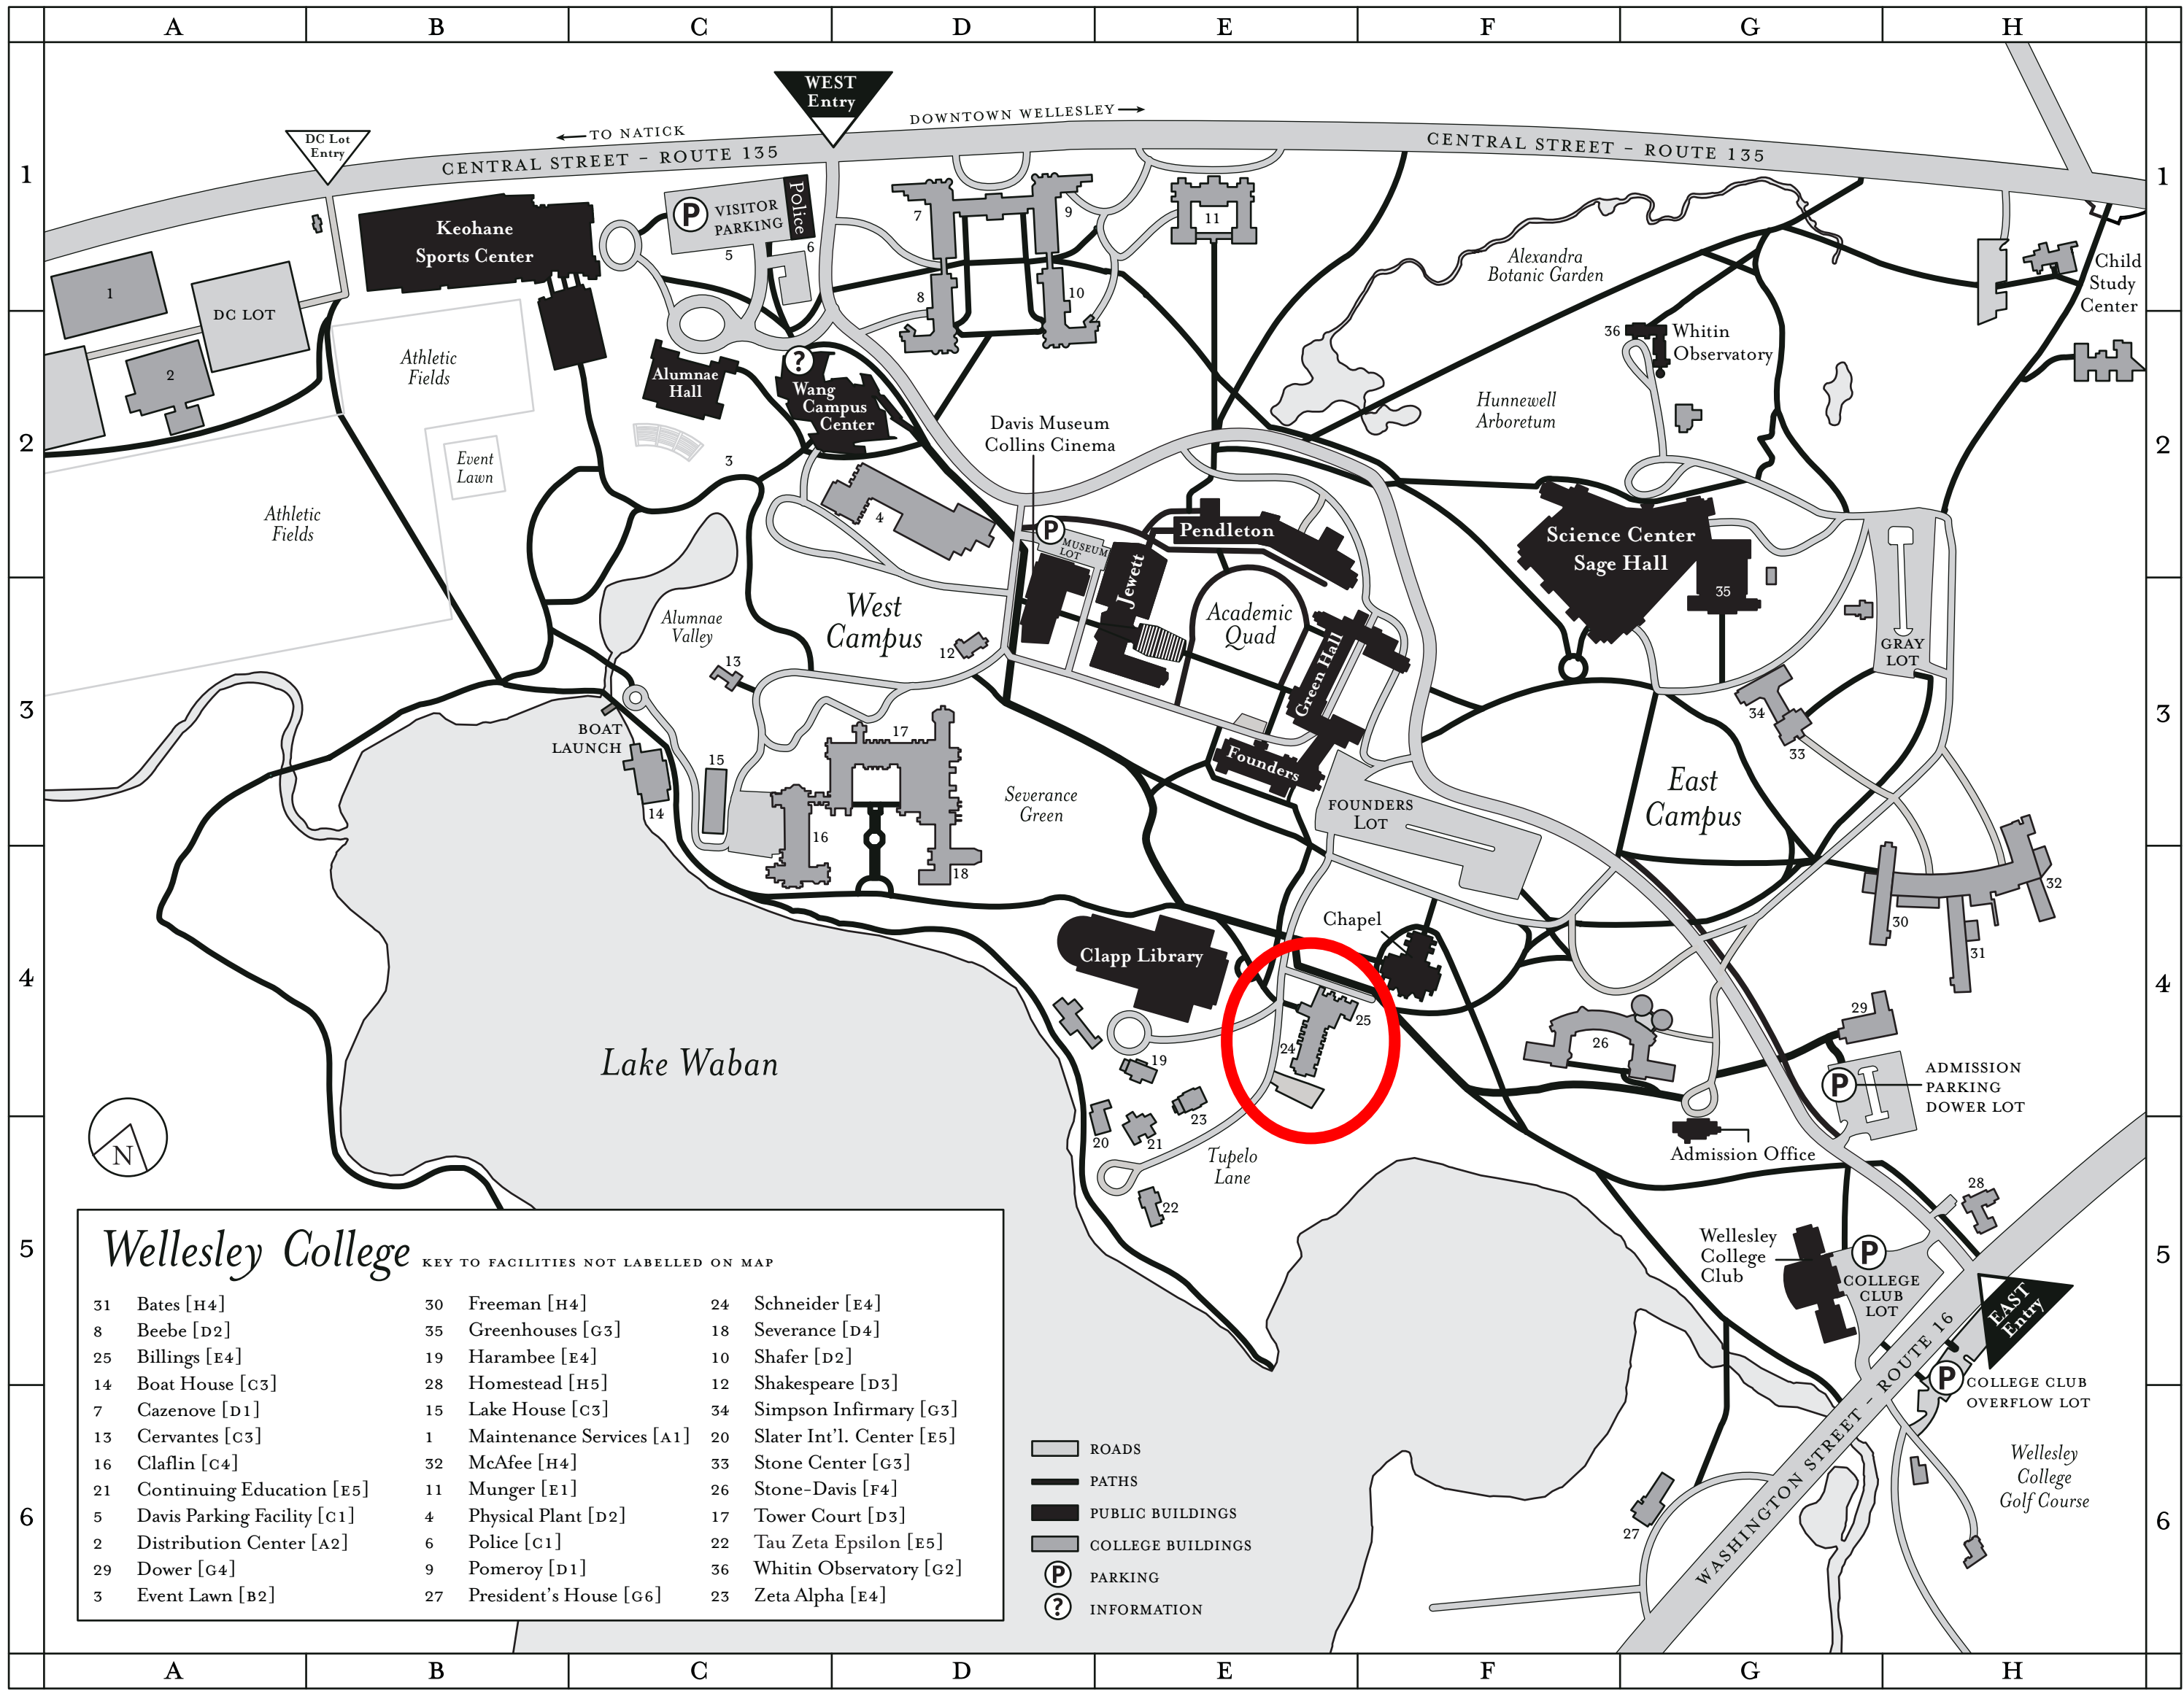 A B C D E F G H
WEST
Entry
DOWNTOWN WELLESLEY
TO NATICK
DC Lot
Entry
CENTRAL STREET – ROUTE 135
CENTRAL STREET – ROUTE 135
1
1
Keohane
Sports Center
P
VISITOR
PARKING
Police
5
6
7
9
11
8
10
1
DC LOT
2
Alexandra
Botanic Garden
Child
Study
Center
36
Whitin
Observatory
Athletic
Fields
Alumnae
Hall
?
Wang
Campus
Center
Hunnewell
Arboretum
Davis Museum
Collins Cinema
2
2
Event
Lawn
3
Athletic
Fields
4
P
MUSEUM
LOT
Jewett
Pendleton
Science Center
Sage Hall
35
Alumnae
Valley
West
Campus
Academic
Quad
Green Hall
12
13
GRAY
LOT
3
3
BOAT
LAUNCH
17
15
14
16
18
Severance
Green
Founders
FOUNDERS
LOT
34
33
East
Campus
32
30
31
Chapel
Clapp Library
4
4
25
24
26
29
19
23
20
21
22
Lake Waban
Tupelo
Lane
P
ADMISSION
PARKING
DOWER LOT
Admission Office
N
28
5
5
Wellesley
College
Club
P
COLLEGE
CLUB
LOT
EAST
Entry
P
COLLEGE CLUB
OVERFLOW LOT
WASHINGTON STREET – ROUTE 16
Wellesley
College
Golf Course
27
6
6
Wellesley College KEY TO FACILITIES NOT LABELLED ON MAP
31 Bates [H4]
8 Beebe [D2]
25 Billings [E4]
14 Boat House [C3]
7 Cazenove [D1]
13 Cervantes [C3]
16 Claflin [C4]
21 Continuing Education [E5]
5 Davis Parking Facility [C1]
2 Distribution Center [A2]
29 Dower [G4]
3 Event Lawn [B2]
30 Freeman [H4]
35 Greenhouses [G3]
19 Harambee [E4]
28 Homestead [H5]
15 Lake House [C3]
1 Maintenance Services [A1]
32 McAfee [H4]
11 Munger [E1]
4 Physical Plant [D2]
6 Police [C1]
9 Pomeroy [D1]
27 President's House [G6]
24 Schneider [E4]
18 Severance [D4]
10 Shafer [D2]
12 Shakespeare [D3]
34 Simpson Infirmary [G3]
20 Slater Int'l. Center [E5]
33 Stone Center [G3]
26 Stone-Davis [F4]
17 Tower Court [D3]
22 Tau Zeta Epsilon [E5]
36 Whitin Observatory [G2]
23 Zeta Alpha [E4]
ROADS
PATHS
PUBLIC BUILDINGS
COLLEGE BUILDINGS
P PARKING
? INFORMATION
A B C D E F G H